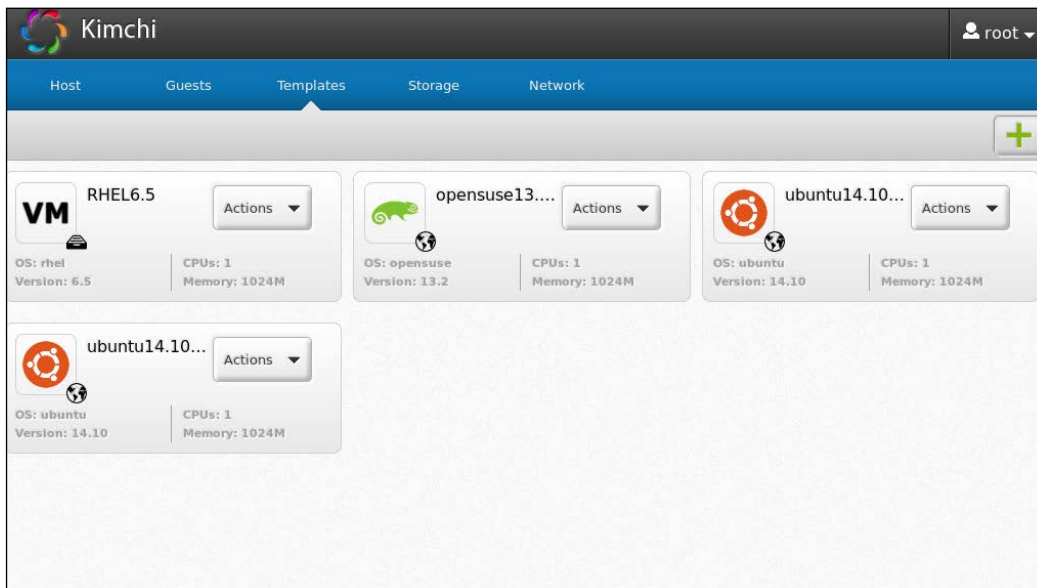 Kimchi
root
Host Guests Templates Storage Network
VM
RHEL6.5
Actions
OS: rhel
Version: 6.5
CPUs: 1
Memory: 1024M
opensuse13....
Actions
OS: opensuse
Version: 13.2
CPUs: 1
Memory: 1024M
ubuntu14.10...
Actions
OS: ubuntu
Version: 14.10
CPUs: 1
Memory: 1024M
ubuntu14.10...
Actions
OS: ubuntu
Version: 14.10
CPUs: 1
Memory: 1024M